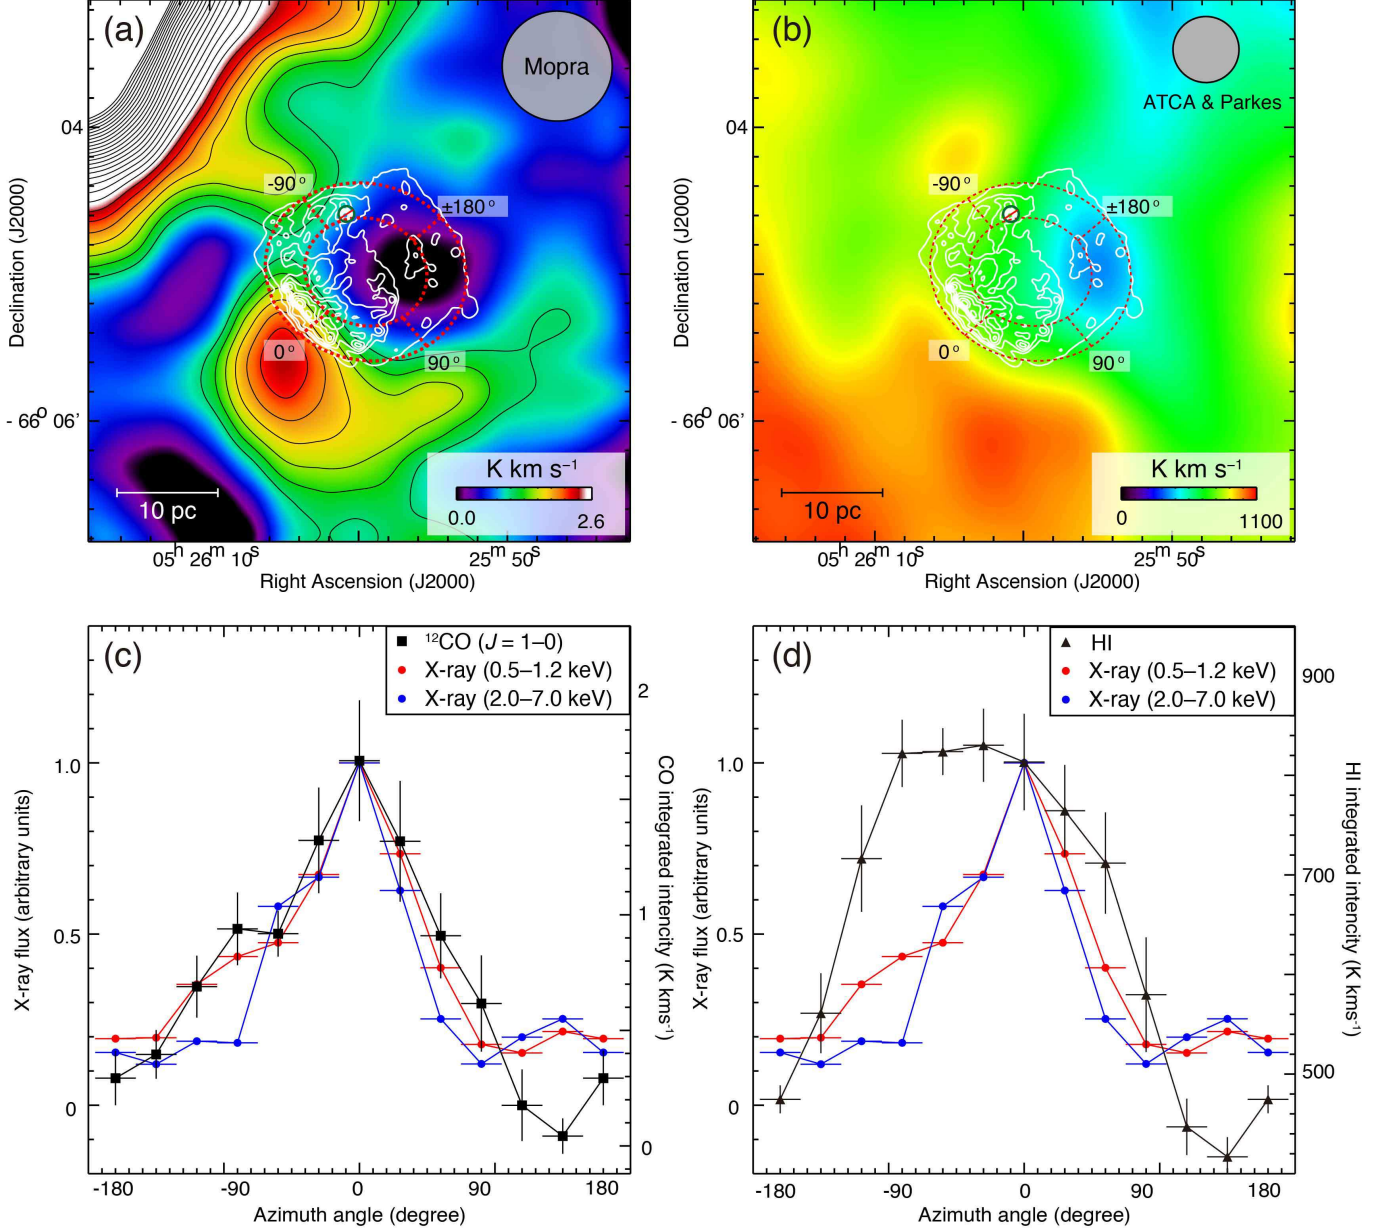 (a)
Mopra
04
-90°
±180°
0°
90°
- 66° 06'
Declination (J2000)
10 pc
K km s⁻¹
0.0 2.6
05ʰ 26ᵐ 10ˢ 25ᵐ 50ˢ
Right Ascension (J2000)
(b)
ATCA & Parkes
04
-90°
±180°
0°
90°
- 66° 06'
Declination (J2000)
10 pc
K km s⁻¹
0 1100
05ʰ 26ᵐ 10ˢ 25ᵐ 50ˢ
Right Ascension (J2000)
(c)
¹²CO (J = 1–0)
X-ray (0.5–1.2 keV)
X-ray (2.0–7.0 keV)
1.0
0.5
0
X-ray flux (arbitrary units)
2
1
0
CO integrated intencity (K kms⁻¹)
-180 -90 0 90 180
Azimuth angle (degree)
(d)
HI
X-ray (0.5–1.2 keV)
X-ray (2.0–7.0 keV)
1.0
0.5
0
X-ray flux (arbitrary units)
900
700
500
HI integrated intencity (K kms⁻¹)
-180 -90 0 90 180
Azimuth angle (degree)